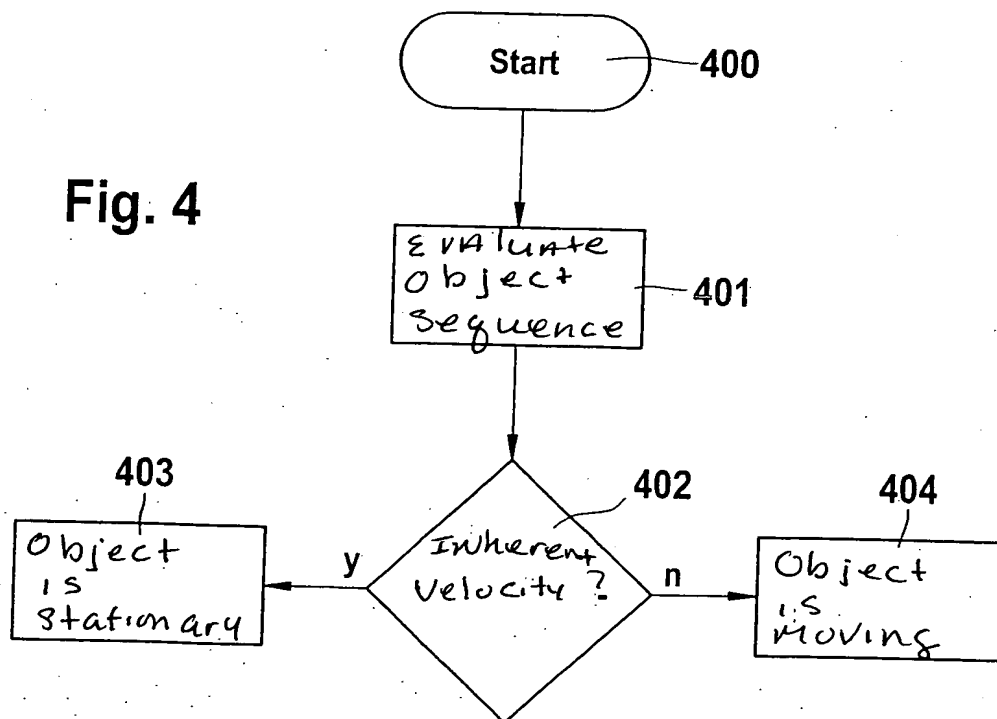 Start
400
Fig. 4
Evaluate
Object
Sequence
401
403
402
404
Object
is
Stationary
y
Inherent
Velocity?
n
Object
is
Moving